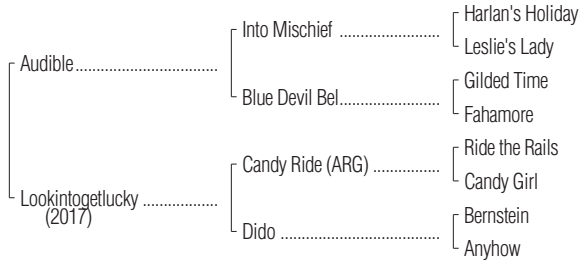 Harlan's Holiday
Into Mischief
Leslie's Lady
Audible
Gilded Time
Blue Devil Bel
Fahamore
Ride the Rails
Candy Ride (ARG)
Candy Girl
Lookintogetlucky
(2017)
Bernstein
Dido
Anyhow